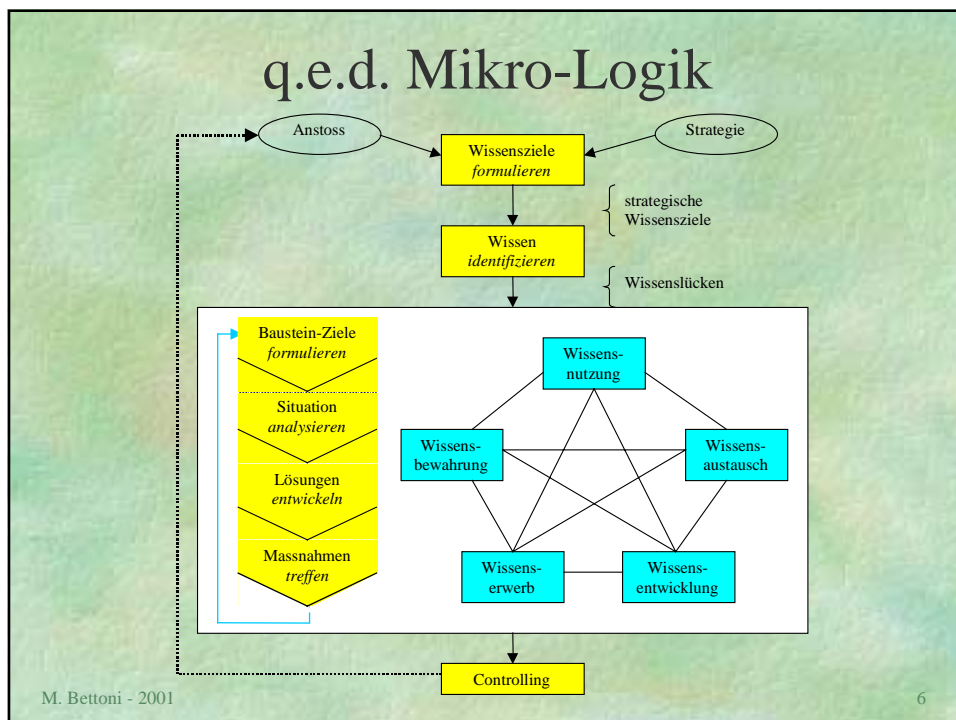 q.e.d. Mikro-Logik
Anstoss
Strategie
Wissensziele
formulieren
strategische
Wissensziele
Wissen
identifizieren
Wissenslücken
Baustein-Ziele
formulieren
Situation
analysieren
Lösungen
entwickeln
Massnahmen
treffen
Wissens-
nutzung
Wissens-
bewahrung
Wissens-
austausch
Wissens-
erwerb
Wissens-
entwicklung
Controlling
M. Bettoni - 2001
6